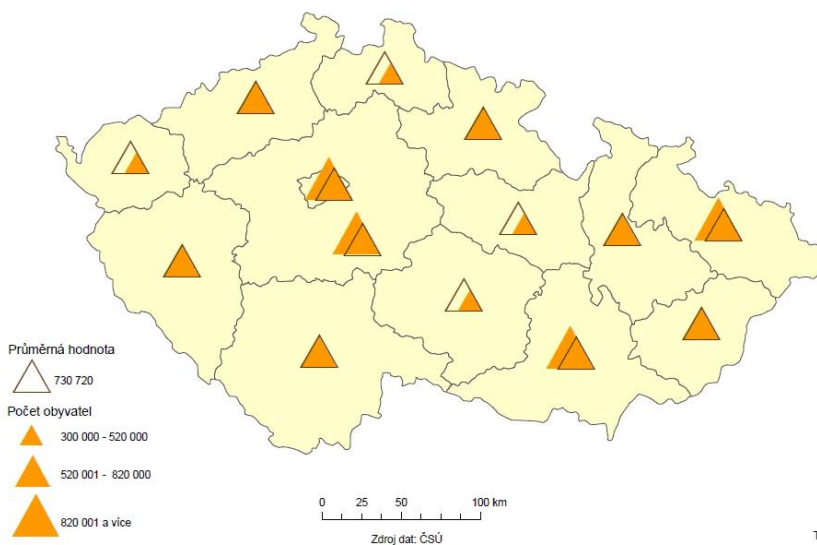 Průměrná hodnota
730 720
Počet obyvatel
300 000 - 520 000
520 001 - 820 000
820 001 a více
0 25 50 100 km
Zdroj dat: ČSÚ
T